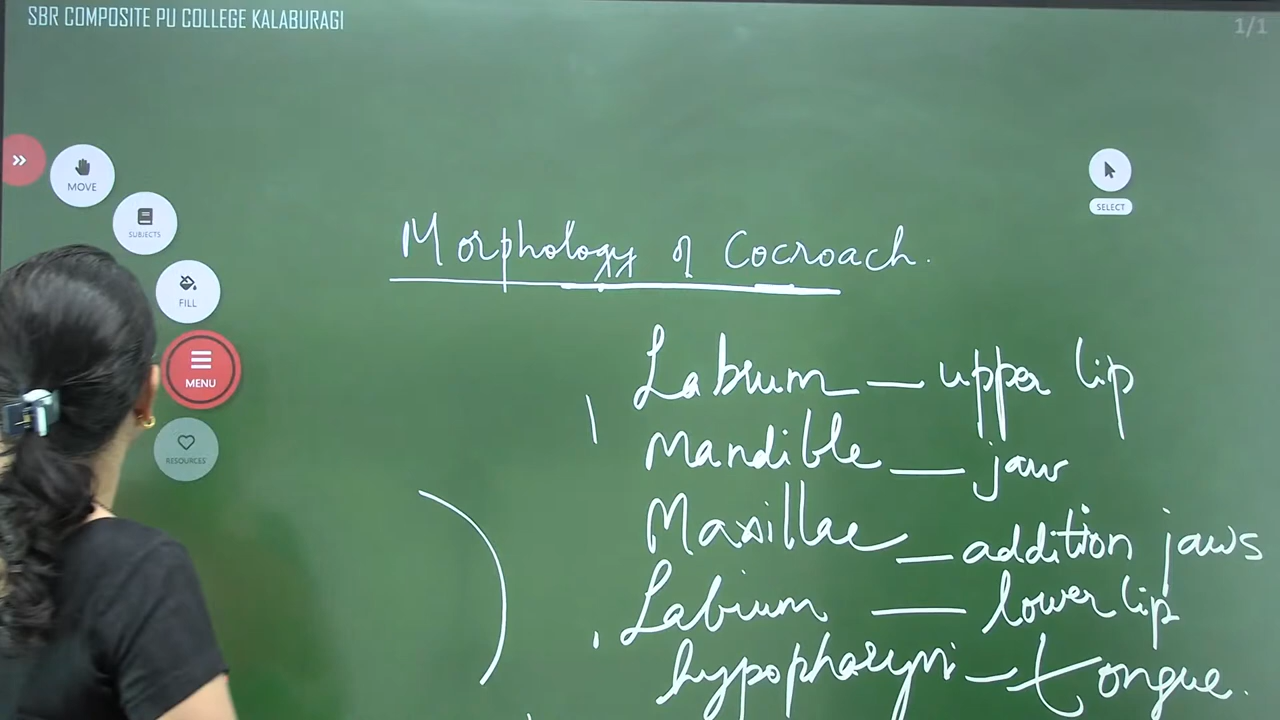 SBR COMPOSITE PU COLLEGE KALABURAGI
1/1
MOVE
SUBJECTS
SELECT
FILL
MENU
RESOURCES
Morphology of Cocroach.
Labrum — upper lip
Mandible — jaw
Maxillae — addition jaws
Labium — lower lip
hypopharyn — tongue.